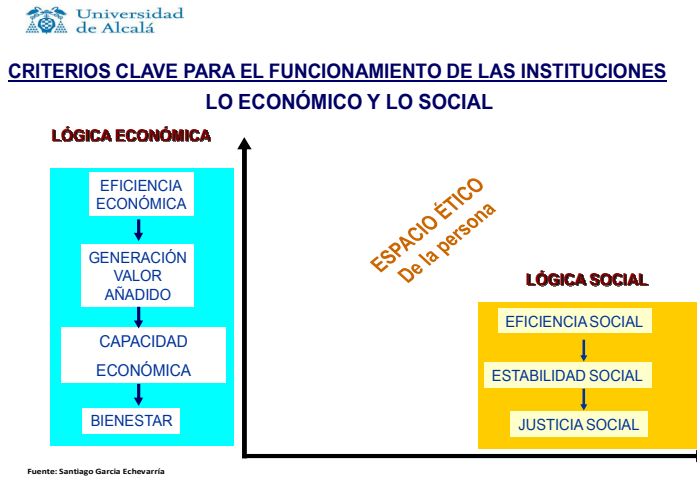 Universidad
de Alcalá
CRITERIOS CLAVE PARA EL FUNCIONAMIENTO DE LAS INSTITUCIONES
LO ECONÓMICO Y LO SOCIAL
LÓGICA ECONÓMICA
EFICIENCIA
ECONÓMICA
GENERACIÓN
VALOR
AÑADIDO
CAPACIDAD
ECONÓMICA
BIENESTAR
ESPACIO ÉTICO
De la persona
LÓGICA SOCIAL
EFICIENCIA SOCIAL
ESTABILIDAD SOCIAL
JUSTICIA SOCIAL
Fuente: Santiago Garcia Echevarría